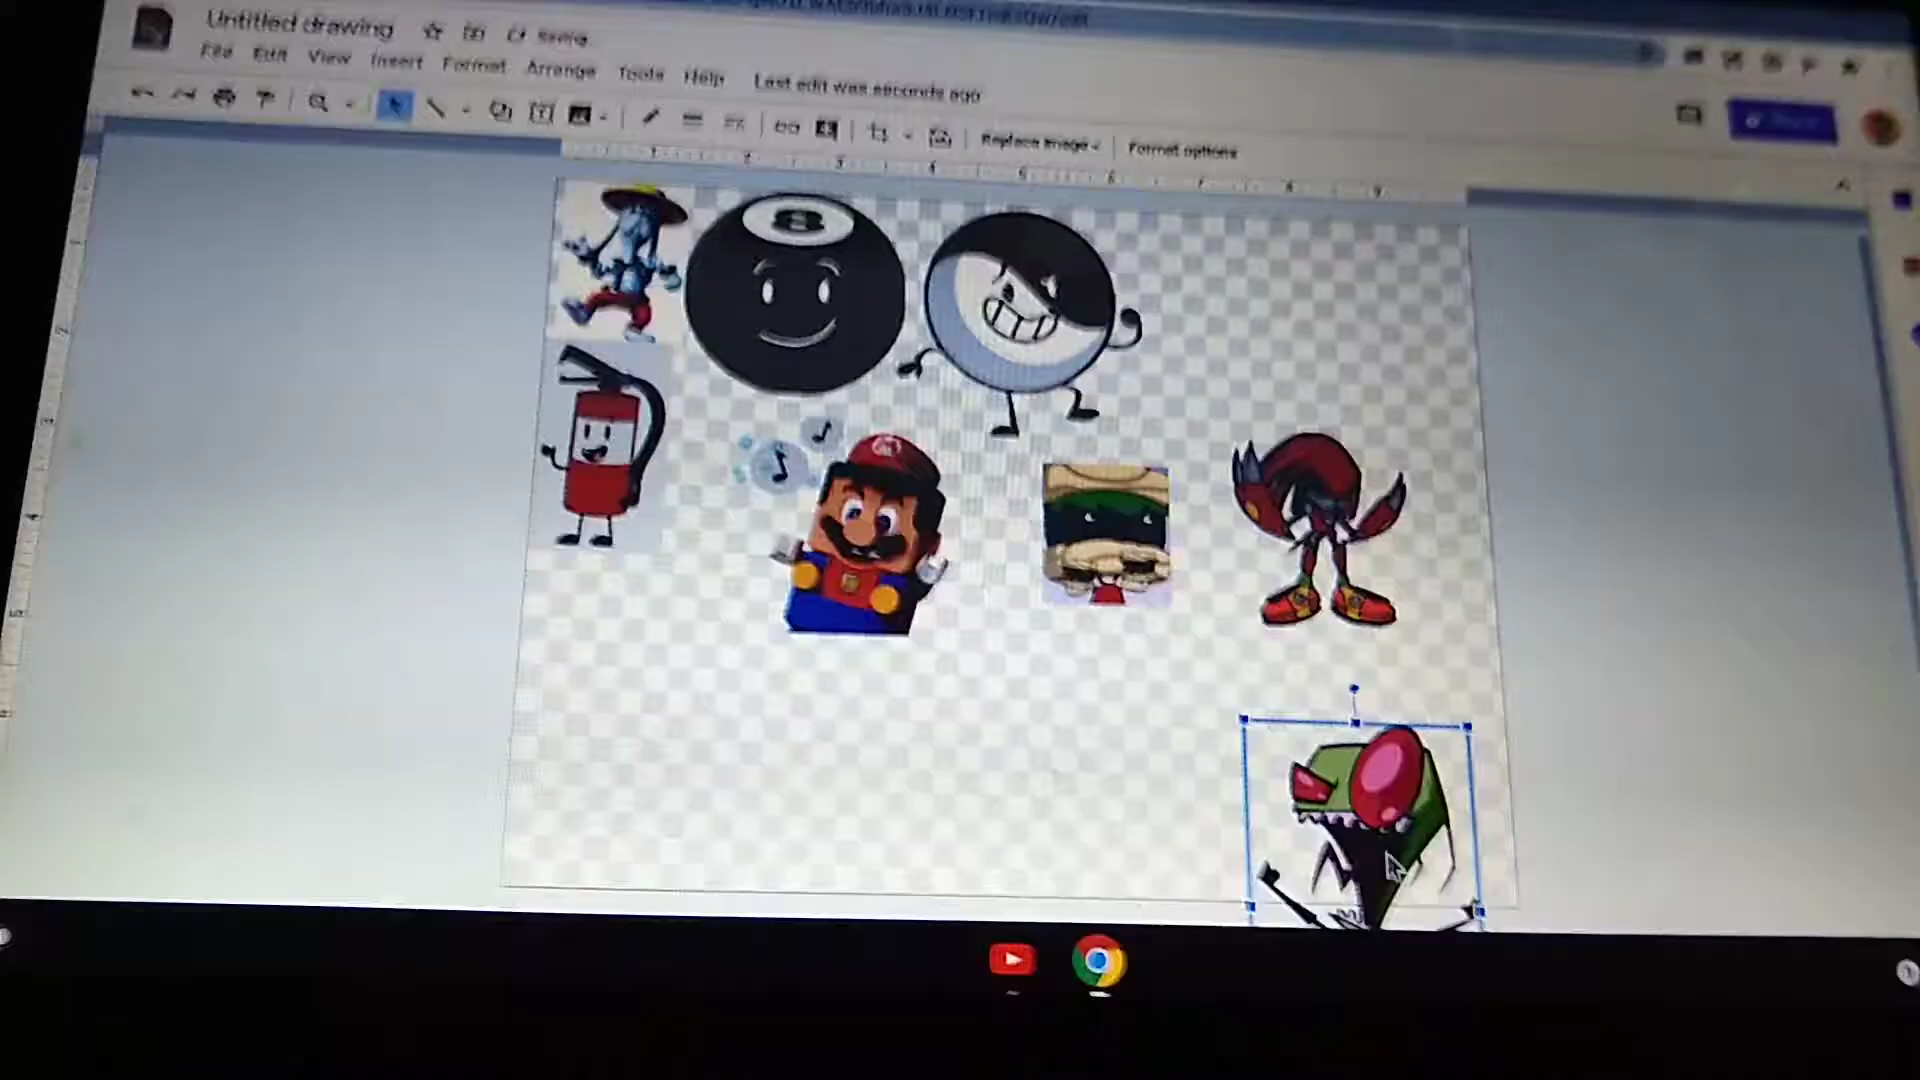 Untitled drawing
Saving...
File Edit View Insert Format Arrange Tools Help Last edit was seconds ago
Replace image Format options
8
M